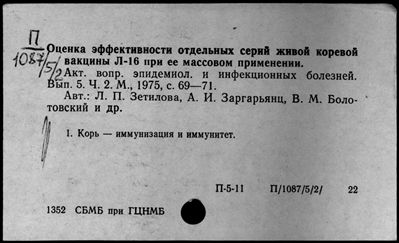 П
1087/5/2
Оценка эффективности отдельных серий живой коревой
вакцины Л-16 при ее массовом применении.
Акт. вопр. эпидемиол. и инфекционных болезней.
Вып. 5. Ч. 2. М., 1975, с. 69—71.
Авт.: Л. П. Зетилова, А. И. Заргарьянц, В. М. Боло-
товский и др.
1. Корь — иммунизация и иммунитет.
П-5-11 П/1087/5/2/ 22
1352 СБМБ при ГЦНМБ